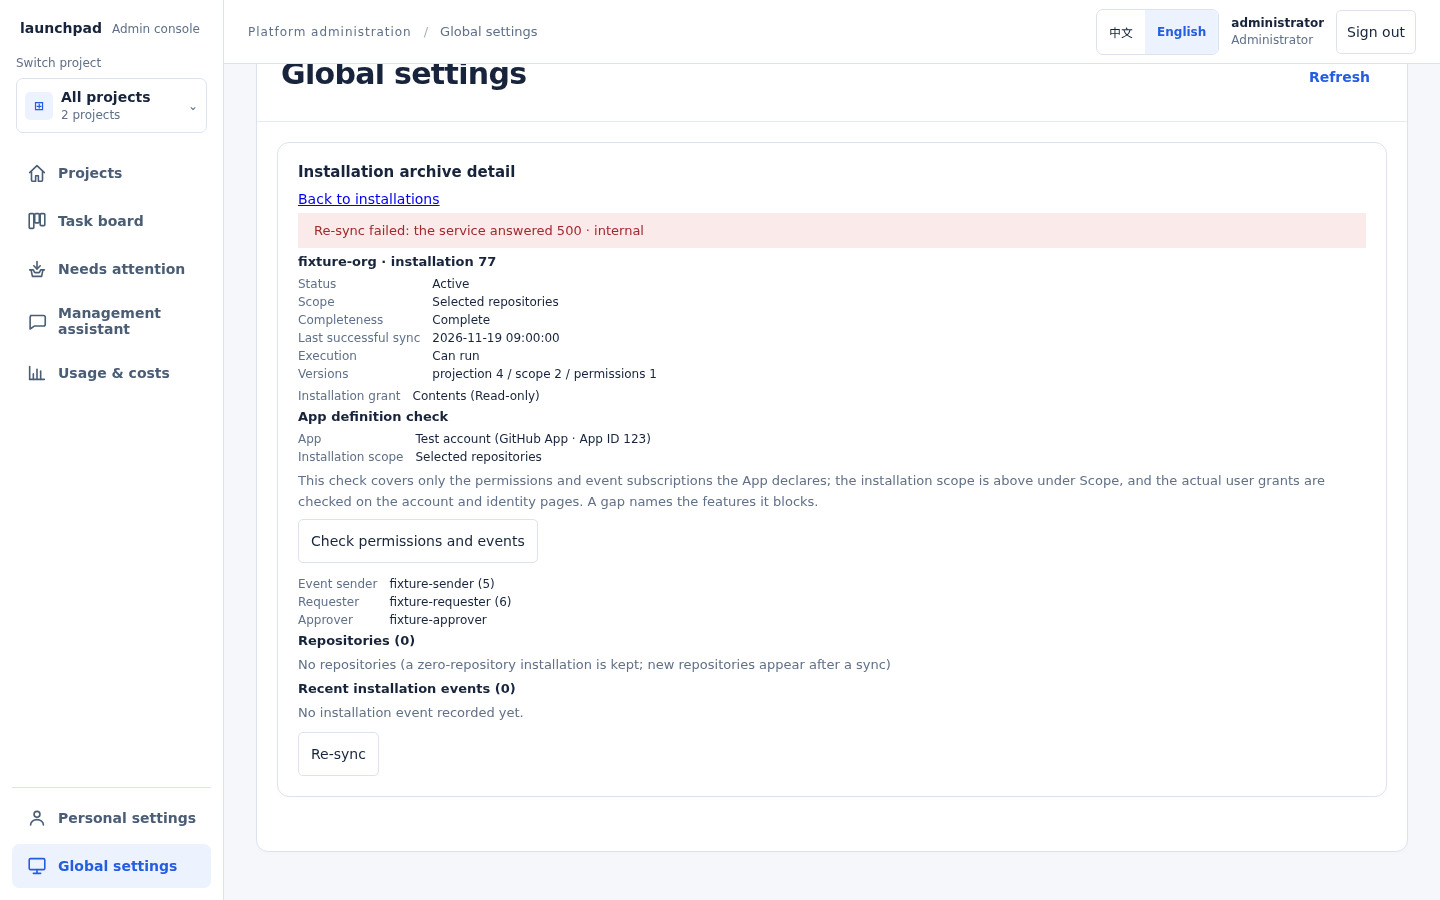 launchpad Admin console
Switch project
All projects
2 projects
Projects
Task board
Needs attention
Management
assistant
Usage & costs
Personal settings
Global settings
Platform administration / Global settings
中文
English
administrator
Administrator
Sign out
Global settings
Refresh
Installation archive detail
Back to installations
Re-sync failed: the service answered 500 · internal
fixture-org · installation 77
Status Active
Scope Selected repositories
Completeness Complete
Last successful sync 2026-11-19 09:00:00
Execution Can run
Versions projection 4 / scope 2 / permissions 1
Installation grant Contents (Read-only)
App definition check
App Test account (GitHub App · App ID 123)
Installation scope Selected repositories
This check covers only the permissions and event subscriptions the App declares; the installation scope is above under Scope, and the actual user grants are
checked on the account and identity pages. A gap names the features it blocks.
Check permissions and events
Event sender fixture-sender (5)
Requester fixture-requester (6)
Approver fixture-approver
Repositories (0)
No repositories (a zero-repository installation is kept; new repositories appear after a sync)
Recent installation events (0)
No installation event recorded yet.
Re-sync